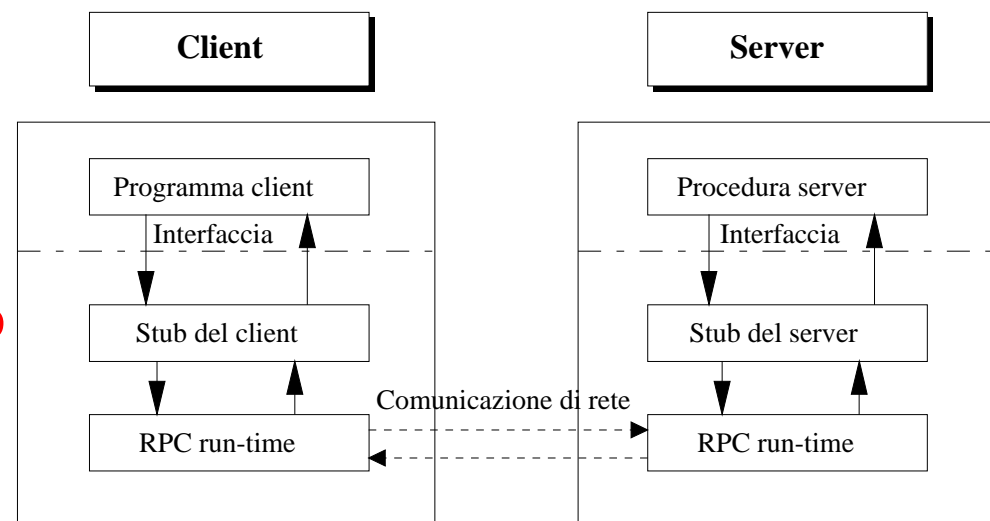 Client
Server
Programma client
Procedura server
Interfaccia
Interfaccia
Stub del client
Stub del server
Comunicazione di rete
RPC run-time
RPC run-time